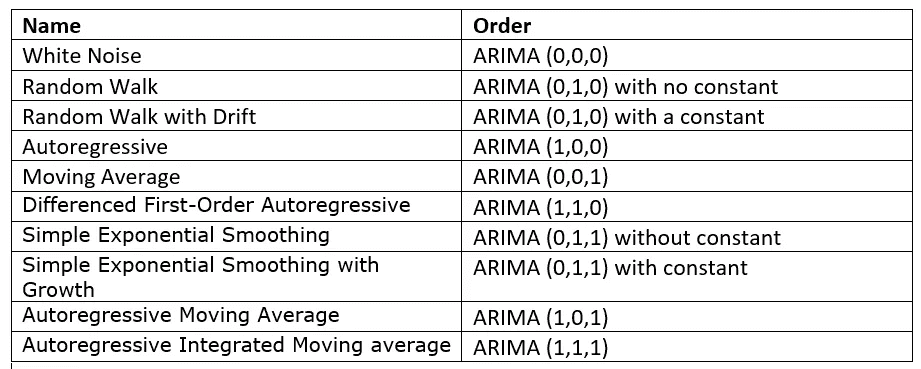 Name Order
White Noise ARIMA (0,0,0)
Random Walk ARIMA (0,1,0) with no constant
Random Walk with Drift ARIMA (0,1,0) with a constant
Autoregressive ARIMA (1,0,0)
Moving Average ARIMA (0,0,1)
Differenced First-Order Autoregressive ARIMA (1,1,0)
Simple Exponential Smoothing ARIMA (0,1,1) without constant
Simple Exponential Smoothing with ARIMA (0,1,1) with constant
Growth
Autoregressive Moving Average ARIMA (1,0,1)
Autoregressive Integrated Moving average ARIMA (1,1,1)